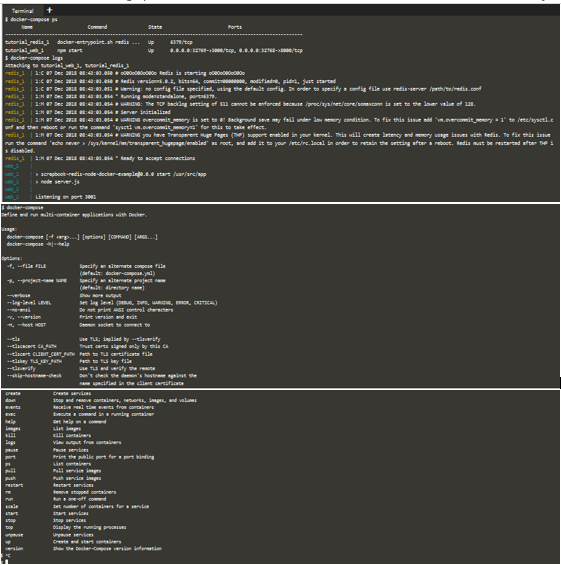 Terminal +
$ docker-compose ps
Name Command State Ports
tutorial_redis_1 docker-entrypoint.sh redis ... Up 6379/tcp
tutorial_web_1 npm start Up 0.0.0.0:32769->3000/tcp, 0.0.0.0:32768->3000/tcp
$ docker-compose logs
Attaching to tutorial_web_1, tutorial_redis_1
redis_1 | 1:C 07 Dec 2018 08:43:03.050 # oO0OoO0OoO0Oo Redis is starting oO0OoO0OoO0Oo
redis_1 | 1:C 07 Dec 2018 08:43:03.050 # Redis version=5.0.2, bits=64, commit=00000000, modified=0, pid=1, just started
redis_1 | 1:C 07 Dec 2018 08:43:03.051 # Warning: no config file specified, using the default config. In order to specify a config file use redis-server /path/to/redis.conf
redis_1 | 1:M 07 Dec 2018 08:43:03.054 * Running mode=standalone, port=6379.
redis_1 | 1:M 07 Dec 2018 08:43:03.054 # WARNING: The TCP backlog setting of 511 cannot be enforced because /proc/sys/net/core/somaxconn is set to the lower value of 128.
redis_1 | 1:M 07 Dec 2018 08:43:03.054 # Server initialized
redis_1 | 1:M 07 Dec 2018 08:43:03.054 # WARNING overcommit_memory is set to 0! Background save may fail under low memory condition. To fix this issue add 'vm.overcommit_memory = 1' to /etc/sysctl.c
onf and then reboot or run the command 'sysctl vm.overcommit_memory=1' for this to take effect.
redis_1 | 1:M 07 Dec 2018 08:43:03.054 # WARNING you have Transparent Huge Pages (THP) support enabled in your kernel. This will create latency and memory usage issues with Redis. To fix this issue
run the command 'echo never > /sys/kernel/mm/transparent_hugepage/enabled' as root, and add it to your /etc/rc.local in order to retain the setting after a reboot. Redis must be restarted after THP i
s disabled.
redis_1 | 1:M 07 Dec 2018 08:43:03.054 * Ready to accept connections
web_1 |
web_1 | > scrapbook-redis-node-docker-example@0.0.0 start /usr/src/app
web_1 | > node server.js
web_1 |
web_1 | Listening on port 3001
$ docker-compose
Define and run multi-container applications with Docker.
Usage:
docker-compose [-f <arg>...] [options] [COMMAND] [ARGS...]
docker-compose -h|--help
Options:
-f, --file FILE Specify an alternate compose file
(default: docker-compose.yml)
-p, --project-name NAME Specify an alternate project name
(default: directory name)
--verbose Show more output
--log-level LEVEL Set log level (DEBUG, INFO, WARNING, ERROR, CRITICAL)
--no-ansi Do not print ANSI control characters
-v, --version Print version and exit
-H, --host HOST Daemon socket to connect to
--tls Use TLS; implied by --tlsverify
--tlscacert CA_PATH Trust certs signed only by this CA
--tlscert CLIENT_CERT_PATH Path to TLS certificate file
--tlskey TLS_KEY_PATH Path to TLS key file
--tlsverify Use TLS and verify the remote
--skip-hostname-check Don't check the daemon's hostname against the
name specified in the client certificate
create Create services
down Stop and remove containers, networks, images, and volumes
events Receive real time events from containers
exec Execute a command in a running container
help Get help on a command
images List images
kill Kill containers
logs View output from containers
pause Pause services
port Print the public port for a port binding
ps List containers
pull Pull service images
push Push service images
restart Restart services
rm Remove stopped containers
run Run a one-off command
scale Set number of containers for a service
start Start services
stop Stop services
top Display the running processes
unpause Unpause services
up Create and start containers
version Show the Docker-Compose version information
$ ^C
$